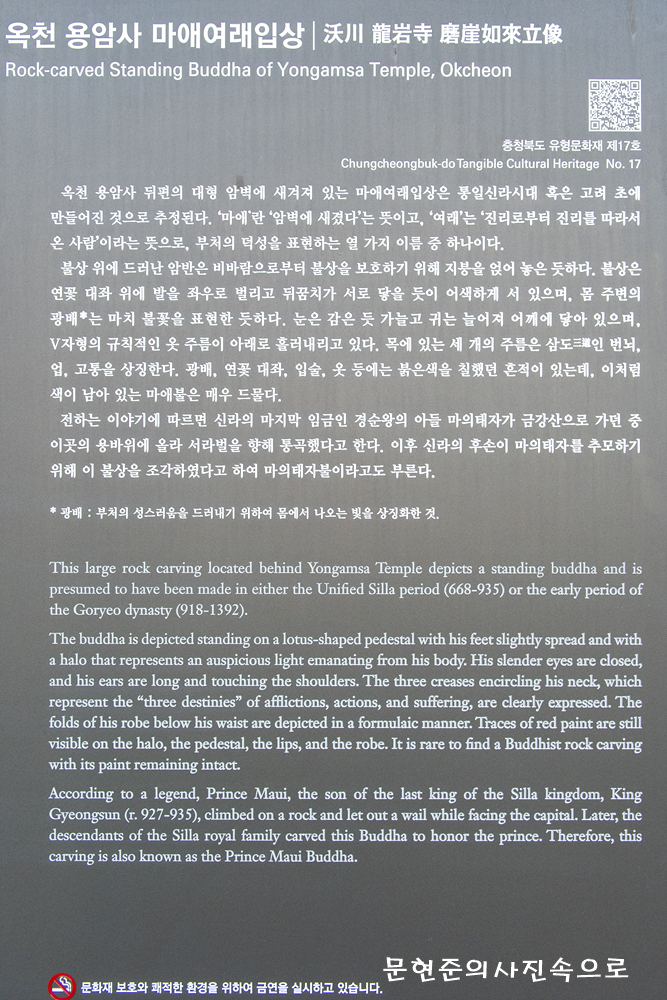 옥천 용암사 마애여래입상 | 沃川 龍岩寺 磨崖如來立像
Rock-carved Standing Buddha of Yongamsa Temple, Okcheon
충청북도 유형문화재 제17호
Chungcheongbuk-do Tangible Cultural Heritage No. 17
옥천 용암사 뒤편의 대형 암벽에 새겨져 있는 마애여래입상은 통일신라시대 혹은 고려 초에
만들어진 것으로 추정된다. ‘마애’란 ‘암벽에 새겼다’는 뜻이고, ‘여래’는 ‘진리로부터 진리를 따라서
온 사람’이라는 뜻으로, 부처의 덕성을 표현하는 열 가지 이름 중 하나이다.
불상 위에 드러난 암반은 비바람으로부터 불상을 보호하기 위해 지붕을 얹어 놓은 듯하다. 불상은
연꽃 대좌 위에 발을 좌우로 벌리고 뒤꿈치가 서로 닿을 듯이 어색하게 서 있으며, 몸 주변의
광배*는 마치 불꽃을 표현한 듯하다. 눈은 감은 듯 가늘고 귀는 늘어져 어깨에 닿아 있으며,
V자형의 규칙적인 옷 주름이 아래로 흘러내리고 있다. 목에 있는 세 개의 주름은 삼도三道인 번뇌,
업, 고통을 상징한다. 광배, 연꽃 대좌, 입술, 옷 등에는 붉은색을 칠했던 흔적이 있는데, 이처럼
색이 남아 있는 마애불은 매우 드물다.
전하는 이야기에 따르면 신라의 마지막 임금인 경순왕의 아들 마의태자가 금강산으로 가던 중
이곳의 용바위에 올라 서라벌을 향해 통곡했다고 한다. 이후 신라의 후손이 마의태자를 추모하기
위해 이 불상을 조각하였다고 하여 마의태자불이라고도 부른다.
* 광배 : 부처의 성스러움을 드러내기 위하여 몸에서 나오는 빛을 상징화한 것.
This large rock carving located behind Yongamsa Temple depicts a standing buddha and is
presumed to have been made in either the Unified Silla period (668-935) or the early period of
the Goryeo dynasty (918-1392).
The buddha is depicted standing on a lotus-shaped pedestal with his feet slightly spread and with
a halo that represents an auspicious light emanating from his body. His slender eyes are closed,
and his ears are long and touching the shoulders. The three creases encircling his neck, which
represent the “three destinies” of afflictions, actions, and suffering, are clearly expressed. The
folds of his robe below his waist are depicted in a formulaic manner. Traces of red paint are still
visible on the halo, the pedestal, the lips, and the robe. It is rare to find a Buddhist rock carving
with its paint remaining intact.
According to a legend, Prince Maui, the son of the last king of the Silla kingdom, King
Gyeongsun (r. 927-935), climbed on a rock and let out a wail while facing the capital. Later, the
descendants of the Silla royal family carved this Buddha to honor the prince. Therefore, this
carving is also known as the Prince Maui Buddha.
문화재 보호와 쾌적한 환경을 위하여 금연을 실시하고 있습니다.
문현준의사진속으로